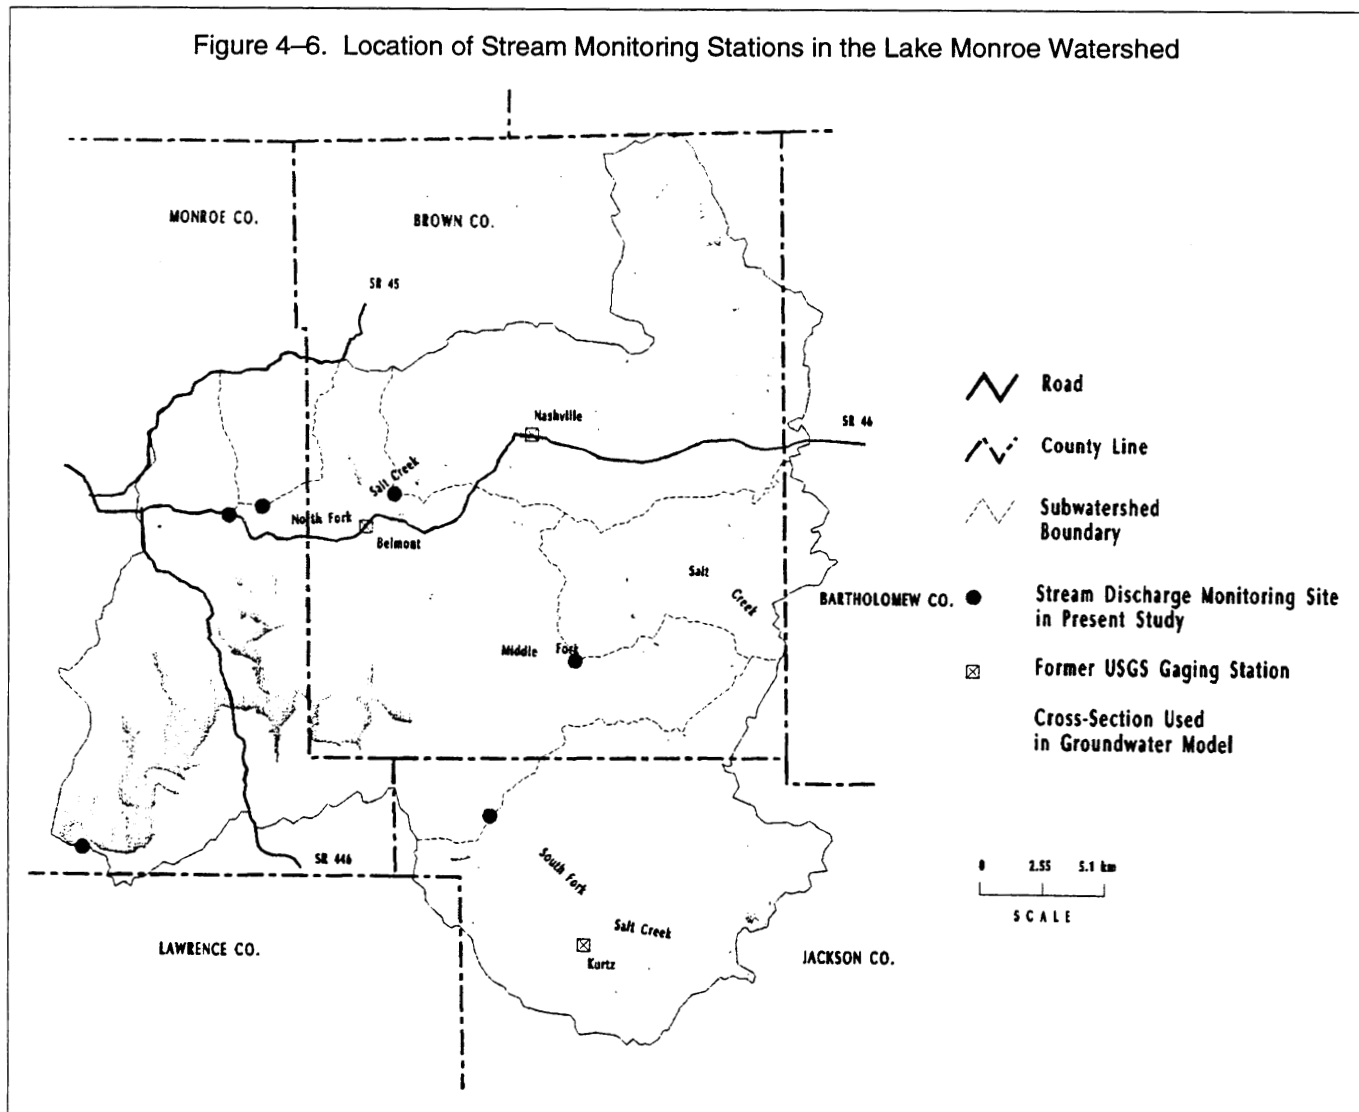 Figure 4–6. Location of Stream Monitoring Stations in the Lake Monroe Watershed
MONROE CO.
BROWN CO.
SR 45
Nashville
SR 46
Salt Creek
North Fork
Belmont
Salt
Creek
Middle Fork
BARTHOLOMEW CO.
SR 446
South Fork
Salt Creek
Kurtz
LAWRENCE CO.
JACKSON CO.
Road
County Line
Subwatershed
Boundary
Stream Discharge Monitoring Site
in Present Study
Former USGS Gaging Station
Cross-Section Used
in Groundwater Model
0 2.55 5.1 km
SCALE